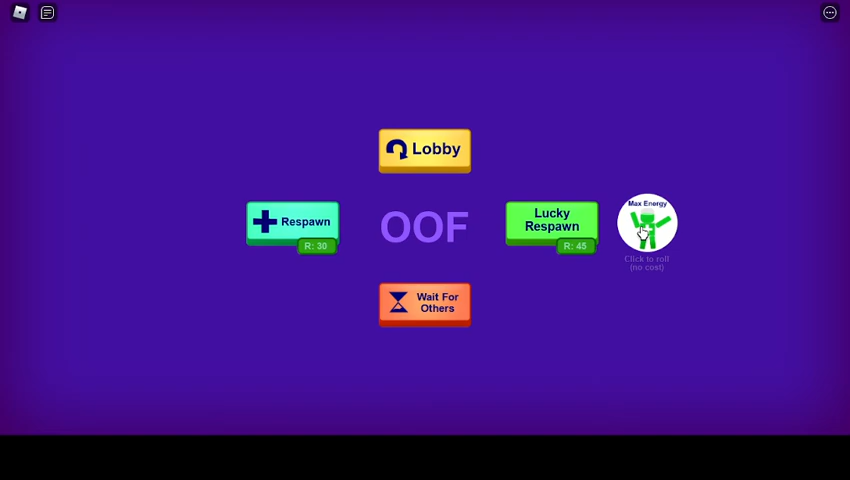 Lobby
Respawn
R: 30
OOF
Lucky
Respawn
R: 45
Max Energy
Click to roll
(no cost)
Wait For
Others